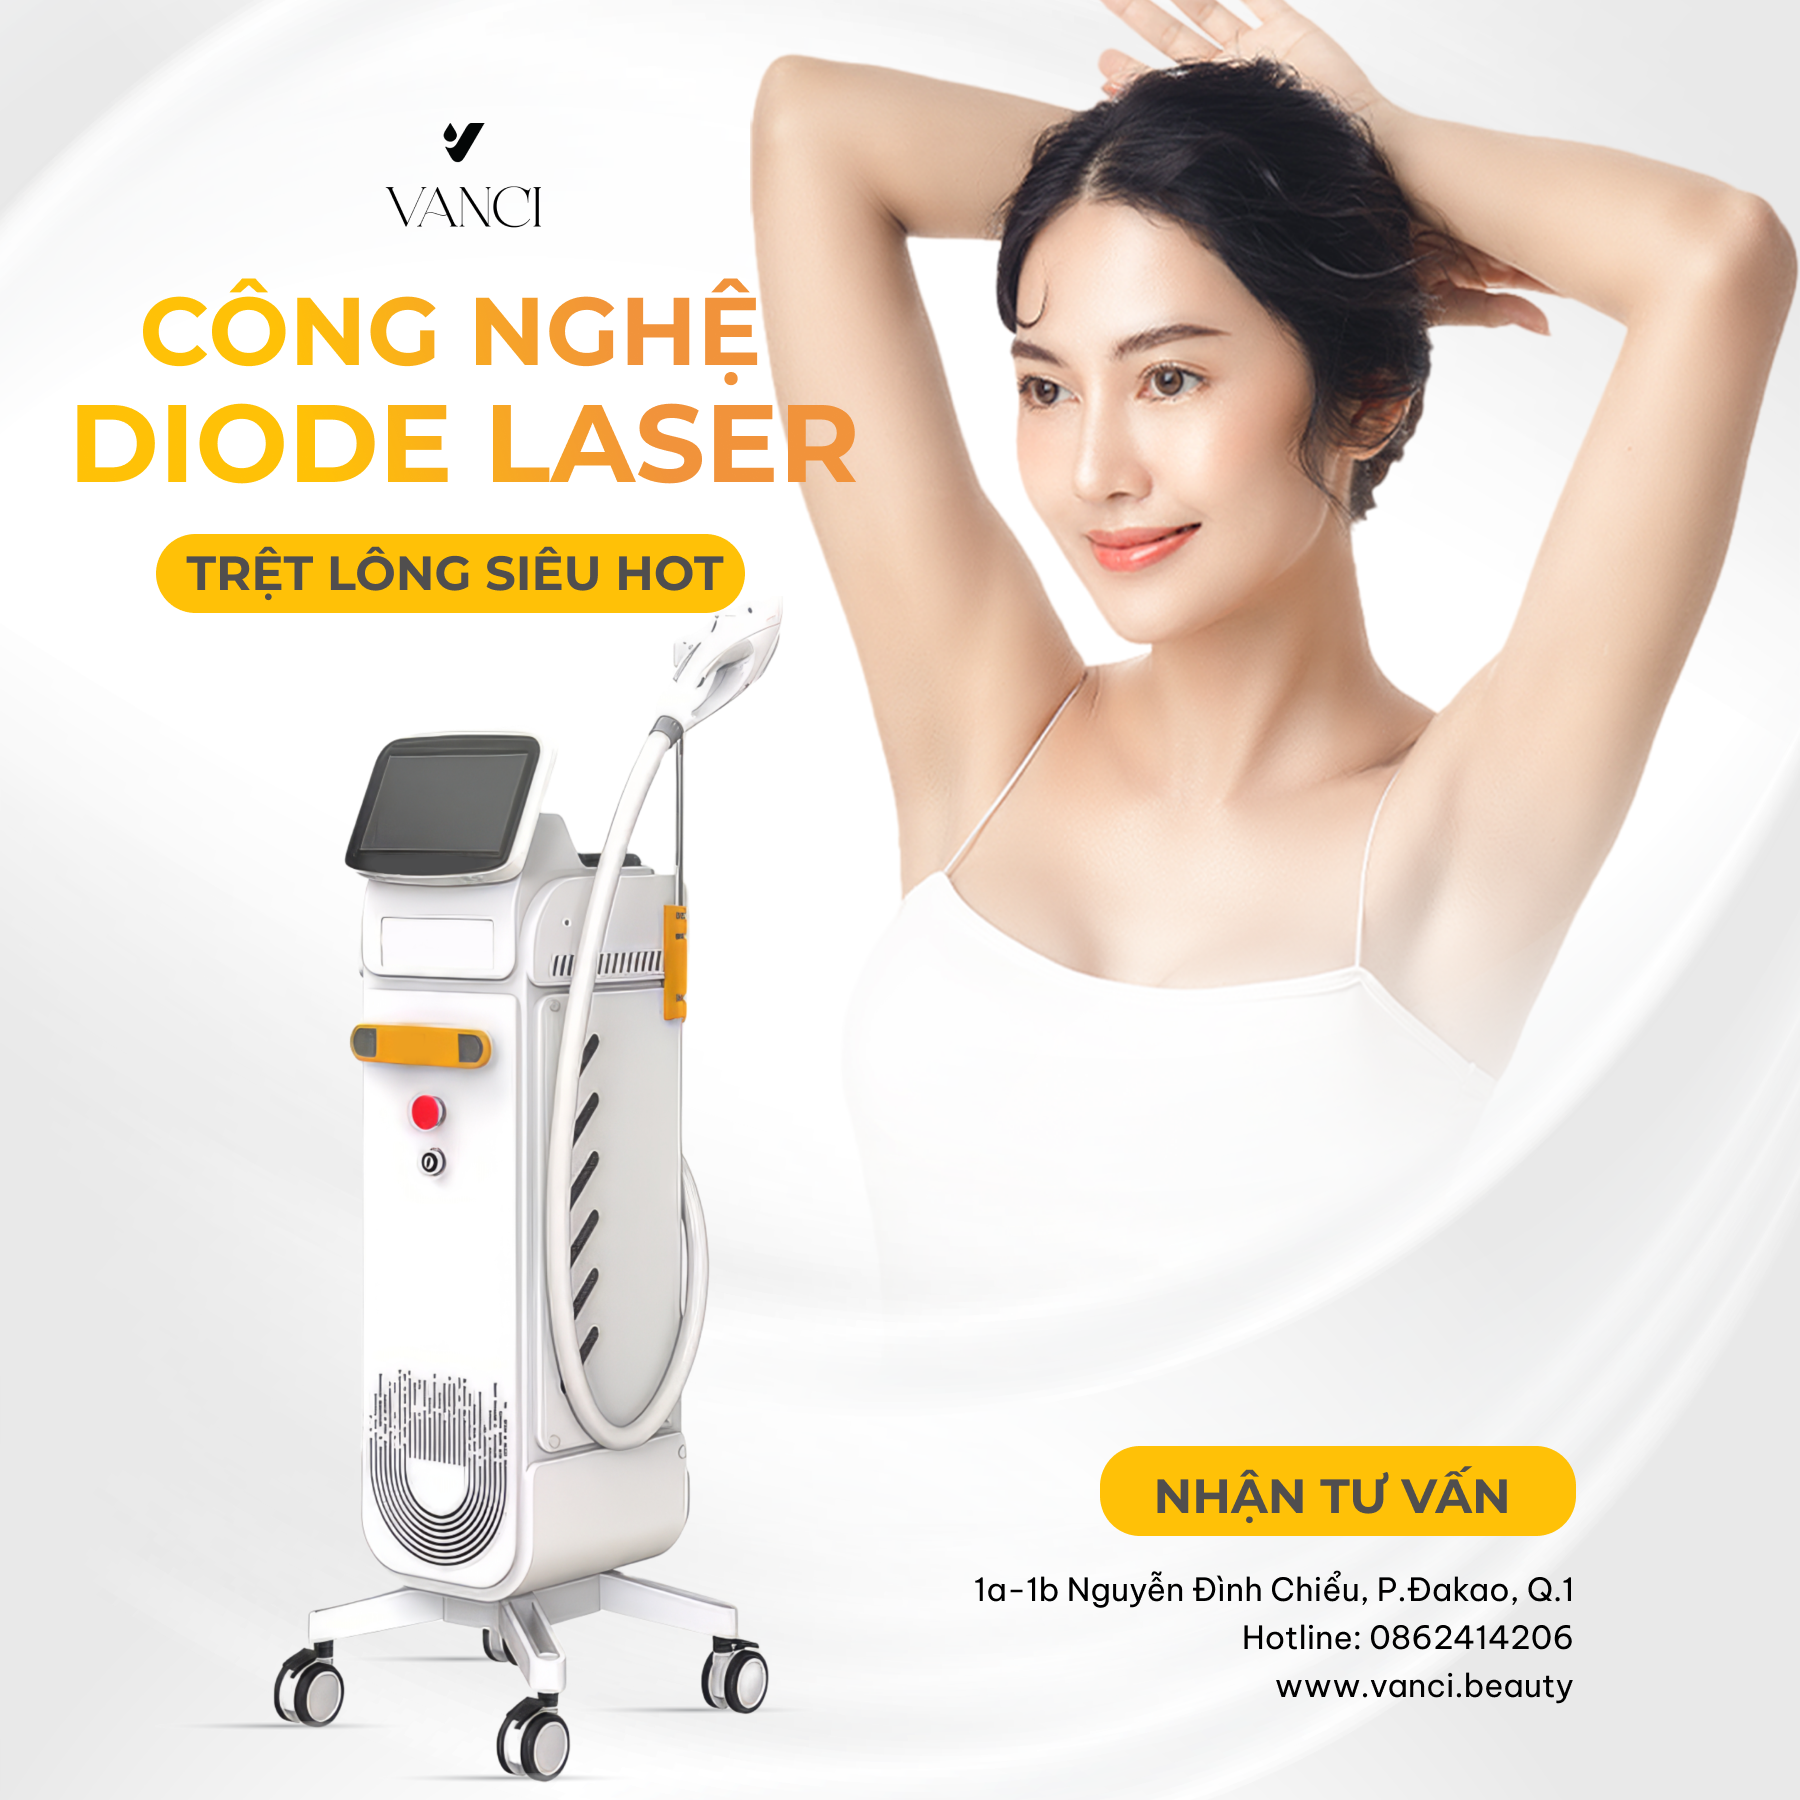 VANCI
CÔNG NGHỆ
DIODE LASER
TRỆT LÔNG SIÊU HOT
NHẬN TƯ VẤN
1a-1b Nguyễn Đình Chiểu, P.Đakao, Q.1
Hotline: 0862414206
www.vanci.beauty